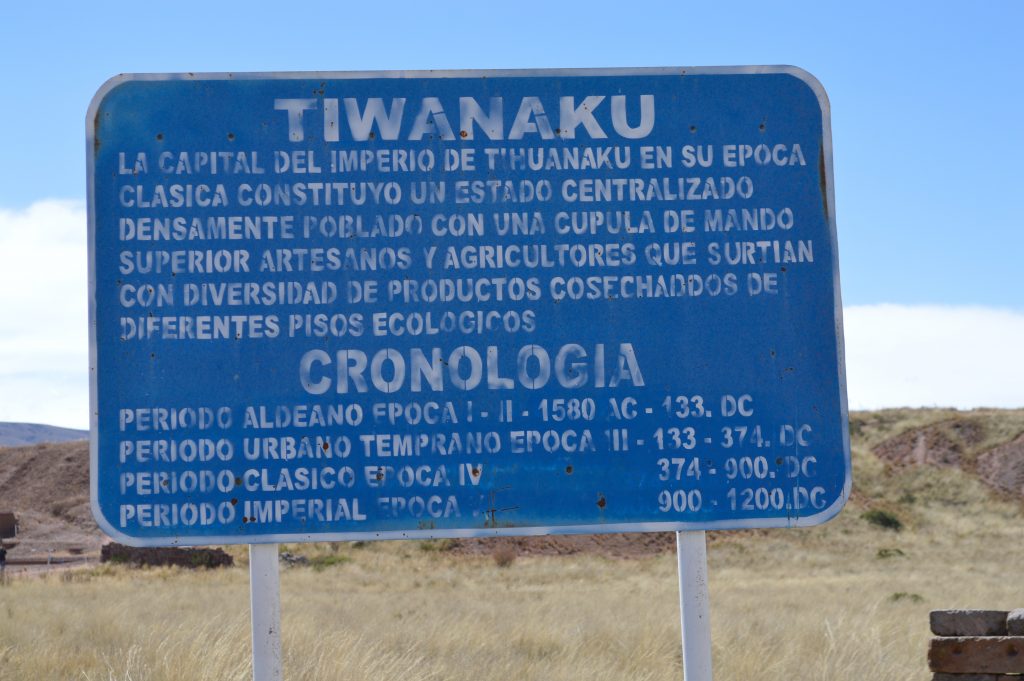 TIWANAKU
LA CAPITAL DEL IMPERIO DE TIHUANAKU EN SU EPOCA
CLASICA CONSTITUYO UN ESTADO CENTRALIZADO
DENSAMENTE POBLADO CON UNA CUPULA DE MANDO
SUPERIOR ARTESANOS Y AGRICULTORES QUE SURTIAN
CON DIVERSIDAD DE PRODUCTOS COSECHADDOS DE
DIFERENTES PISOS ECOLOGICOS
CRONOLOGIA
PERIODO ALDEANO EPOCA I - II - 1580 AC - 133. DC
PERIODO URBANO TEMPRANO EPOCA III - 133 - 374. DC
PERIODO CLASICO EPOCA IV 374 - 900. DC
PERIODO IMPERIAL EPOCA 900 - 1200.DC